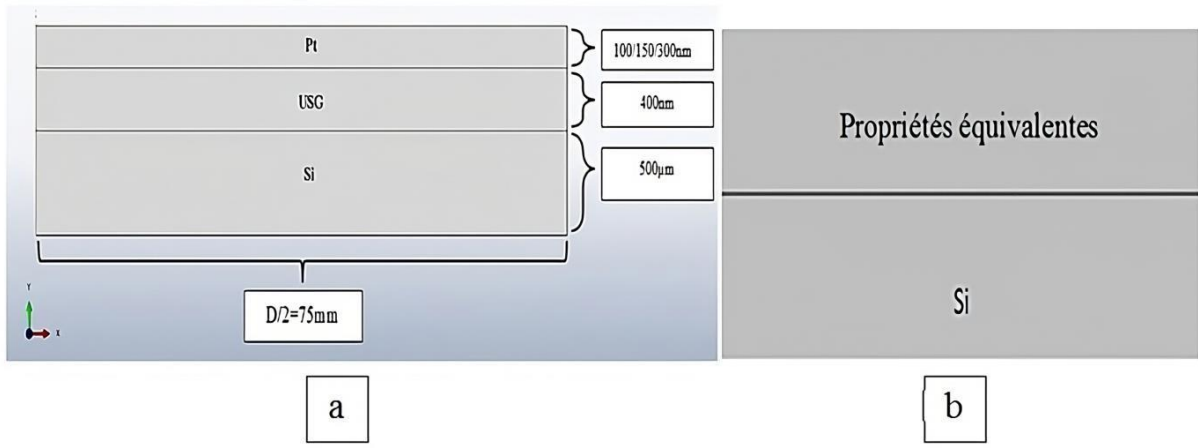 Pt
100/150/300nm
USG
400nm
Si
500µm
D/2=75mm
Y
X
a
Propriétés équivalentes
Si
b